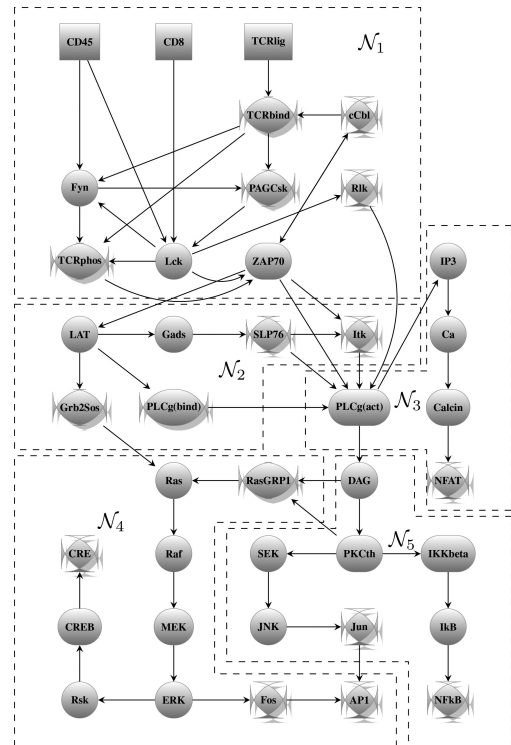 CD45 CD8 TCRlig N1
TCRbind cCbl
Fyn PAGCsk Rlk
TCRphos Lck ZAP70 IP3
LAT Gads SLP76 Itk Ca
N2
Grb2Sos PLCg(bind) PLCg(act) N3 Calcin
Ras RasGRP1 DAG NFAT
N4 N5
CRE Raf SEK PKCth IKKbeta
CREB MEK JNK Jun IkB
Rsk ERK Fos AP1 NFkB